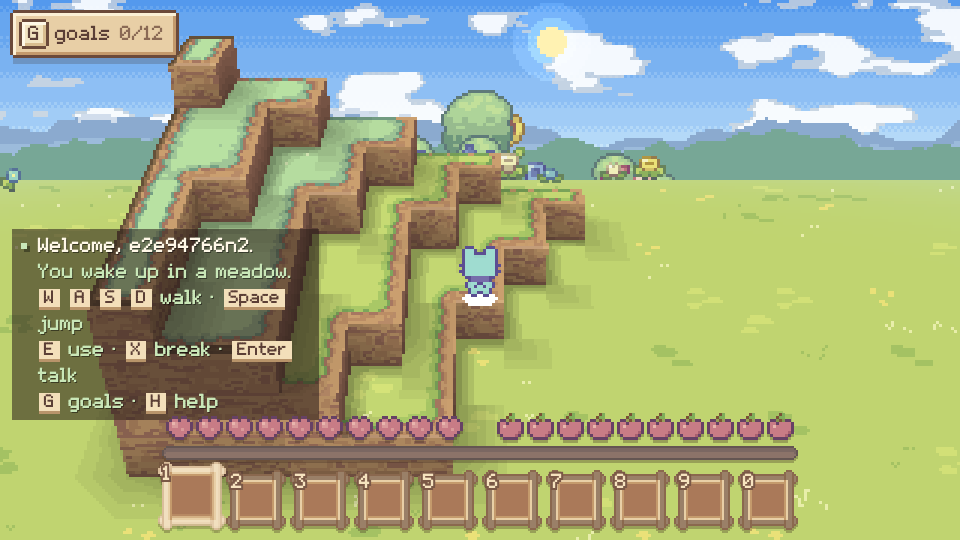 G goals 0/12
Welcome, e2e94766n2.
You wake up in a meadow.
W A S D walk · Space
jump
E use · X break · Enter
talk
G goals · H help
1 2 3 4 5 6 7 8 9 0